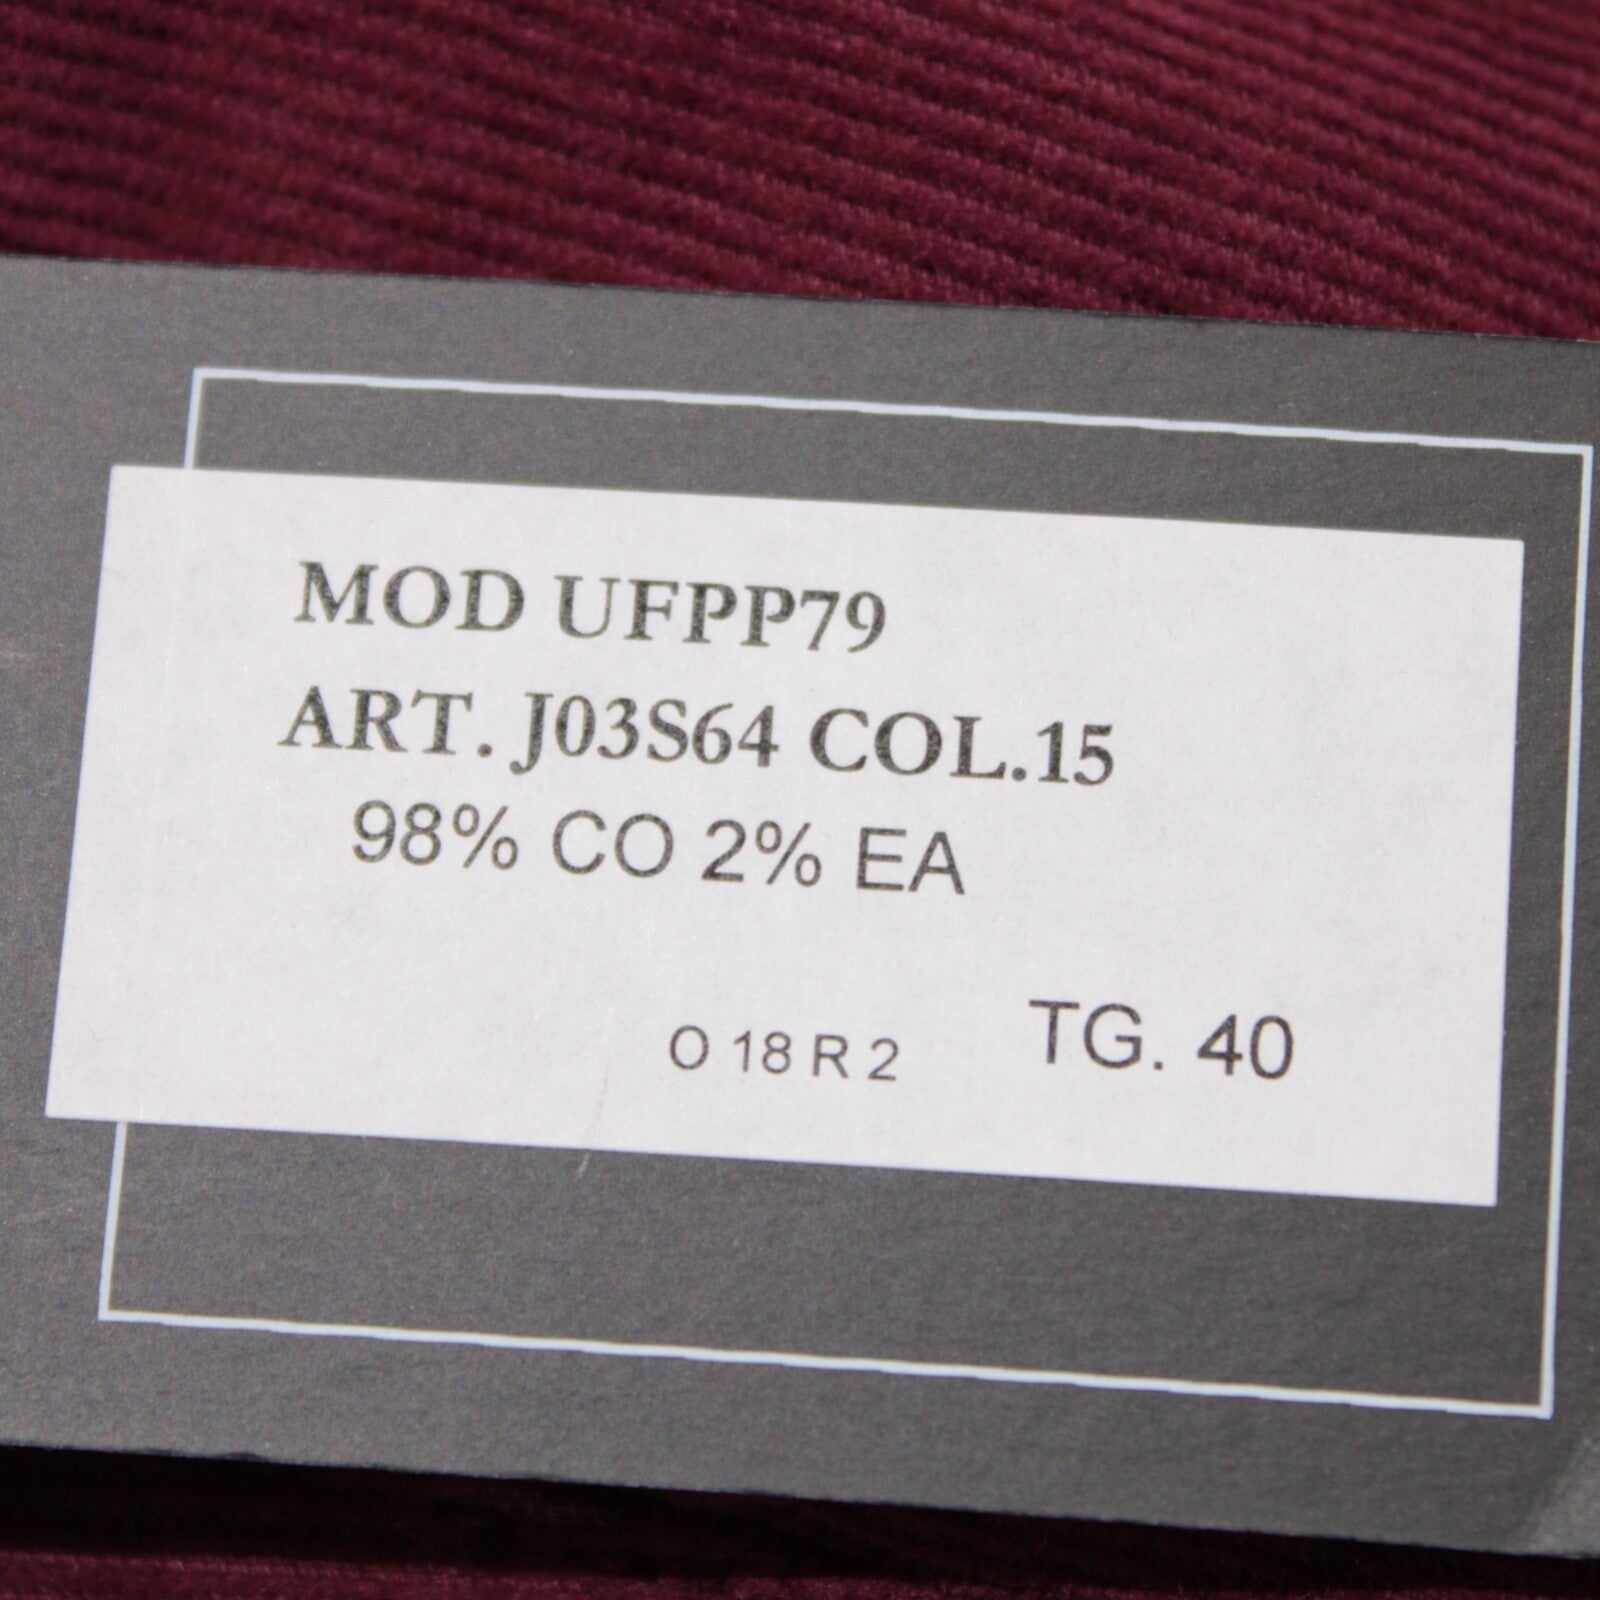 MOD UFPP79
ART. J03S64 COL.15
98% CO 2% EA
O 18 R 2 TG. 40